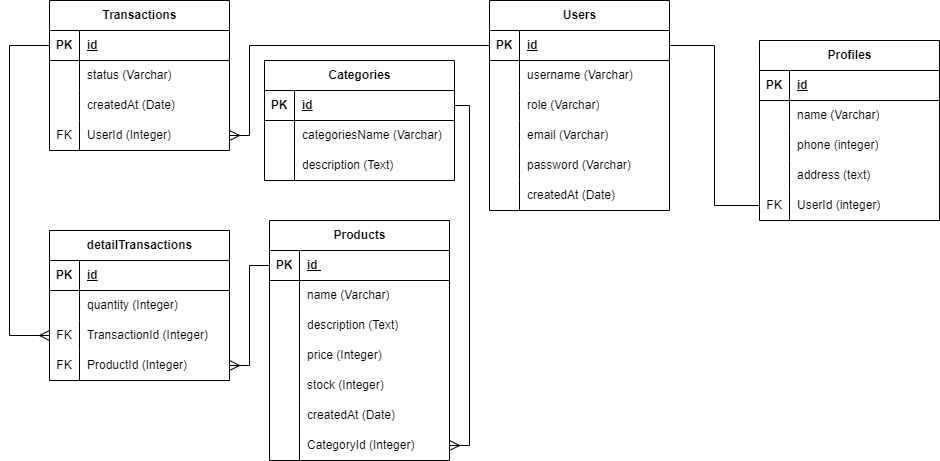 Transactions
PK id
status (Varchar)
createdAt (Date)
FK UserId (Integer)
Categories
PK id
categoriesName (Varchar)
description (Text)
Users
PK id
username (Varchar)
role (Varchar)
email (Varchar)
password (Varchar)
createdAt (Date)
Profiles
PK id
name (Varchar)
phone (integer)
address (text)
FK UserId (integer)
detailTransactions
PK id
quantity (Integer)
FK TransactionId (Integer)
FK ProductId (Integer)
Products
PK id
name (Varchar)
description (Text)
price (Integer)
stock (Integer)
createdAt (Date)
CategoryId (Integer)